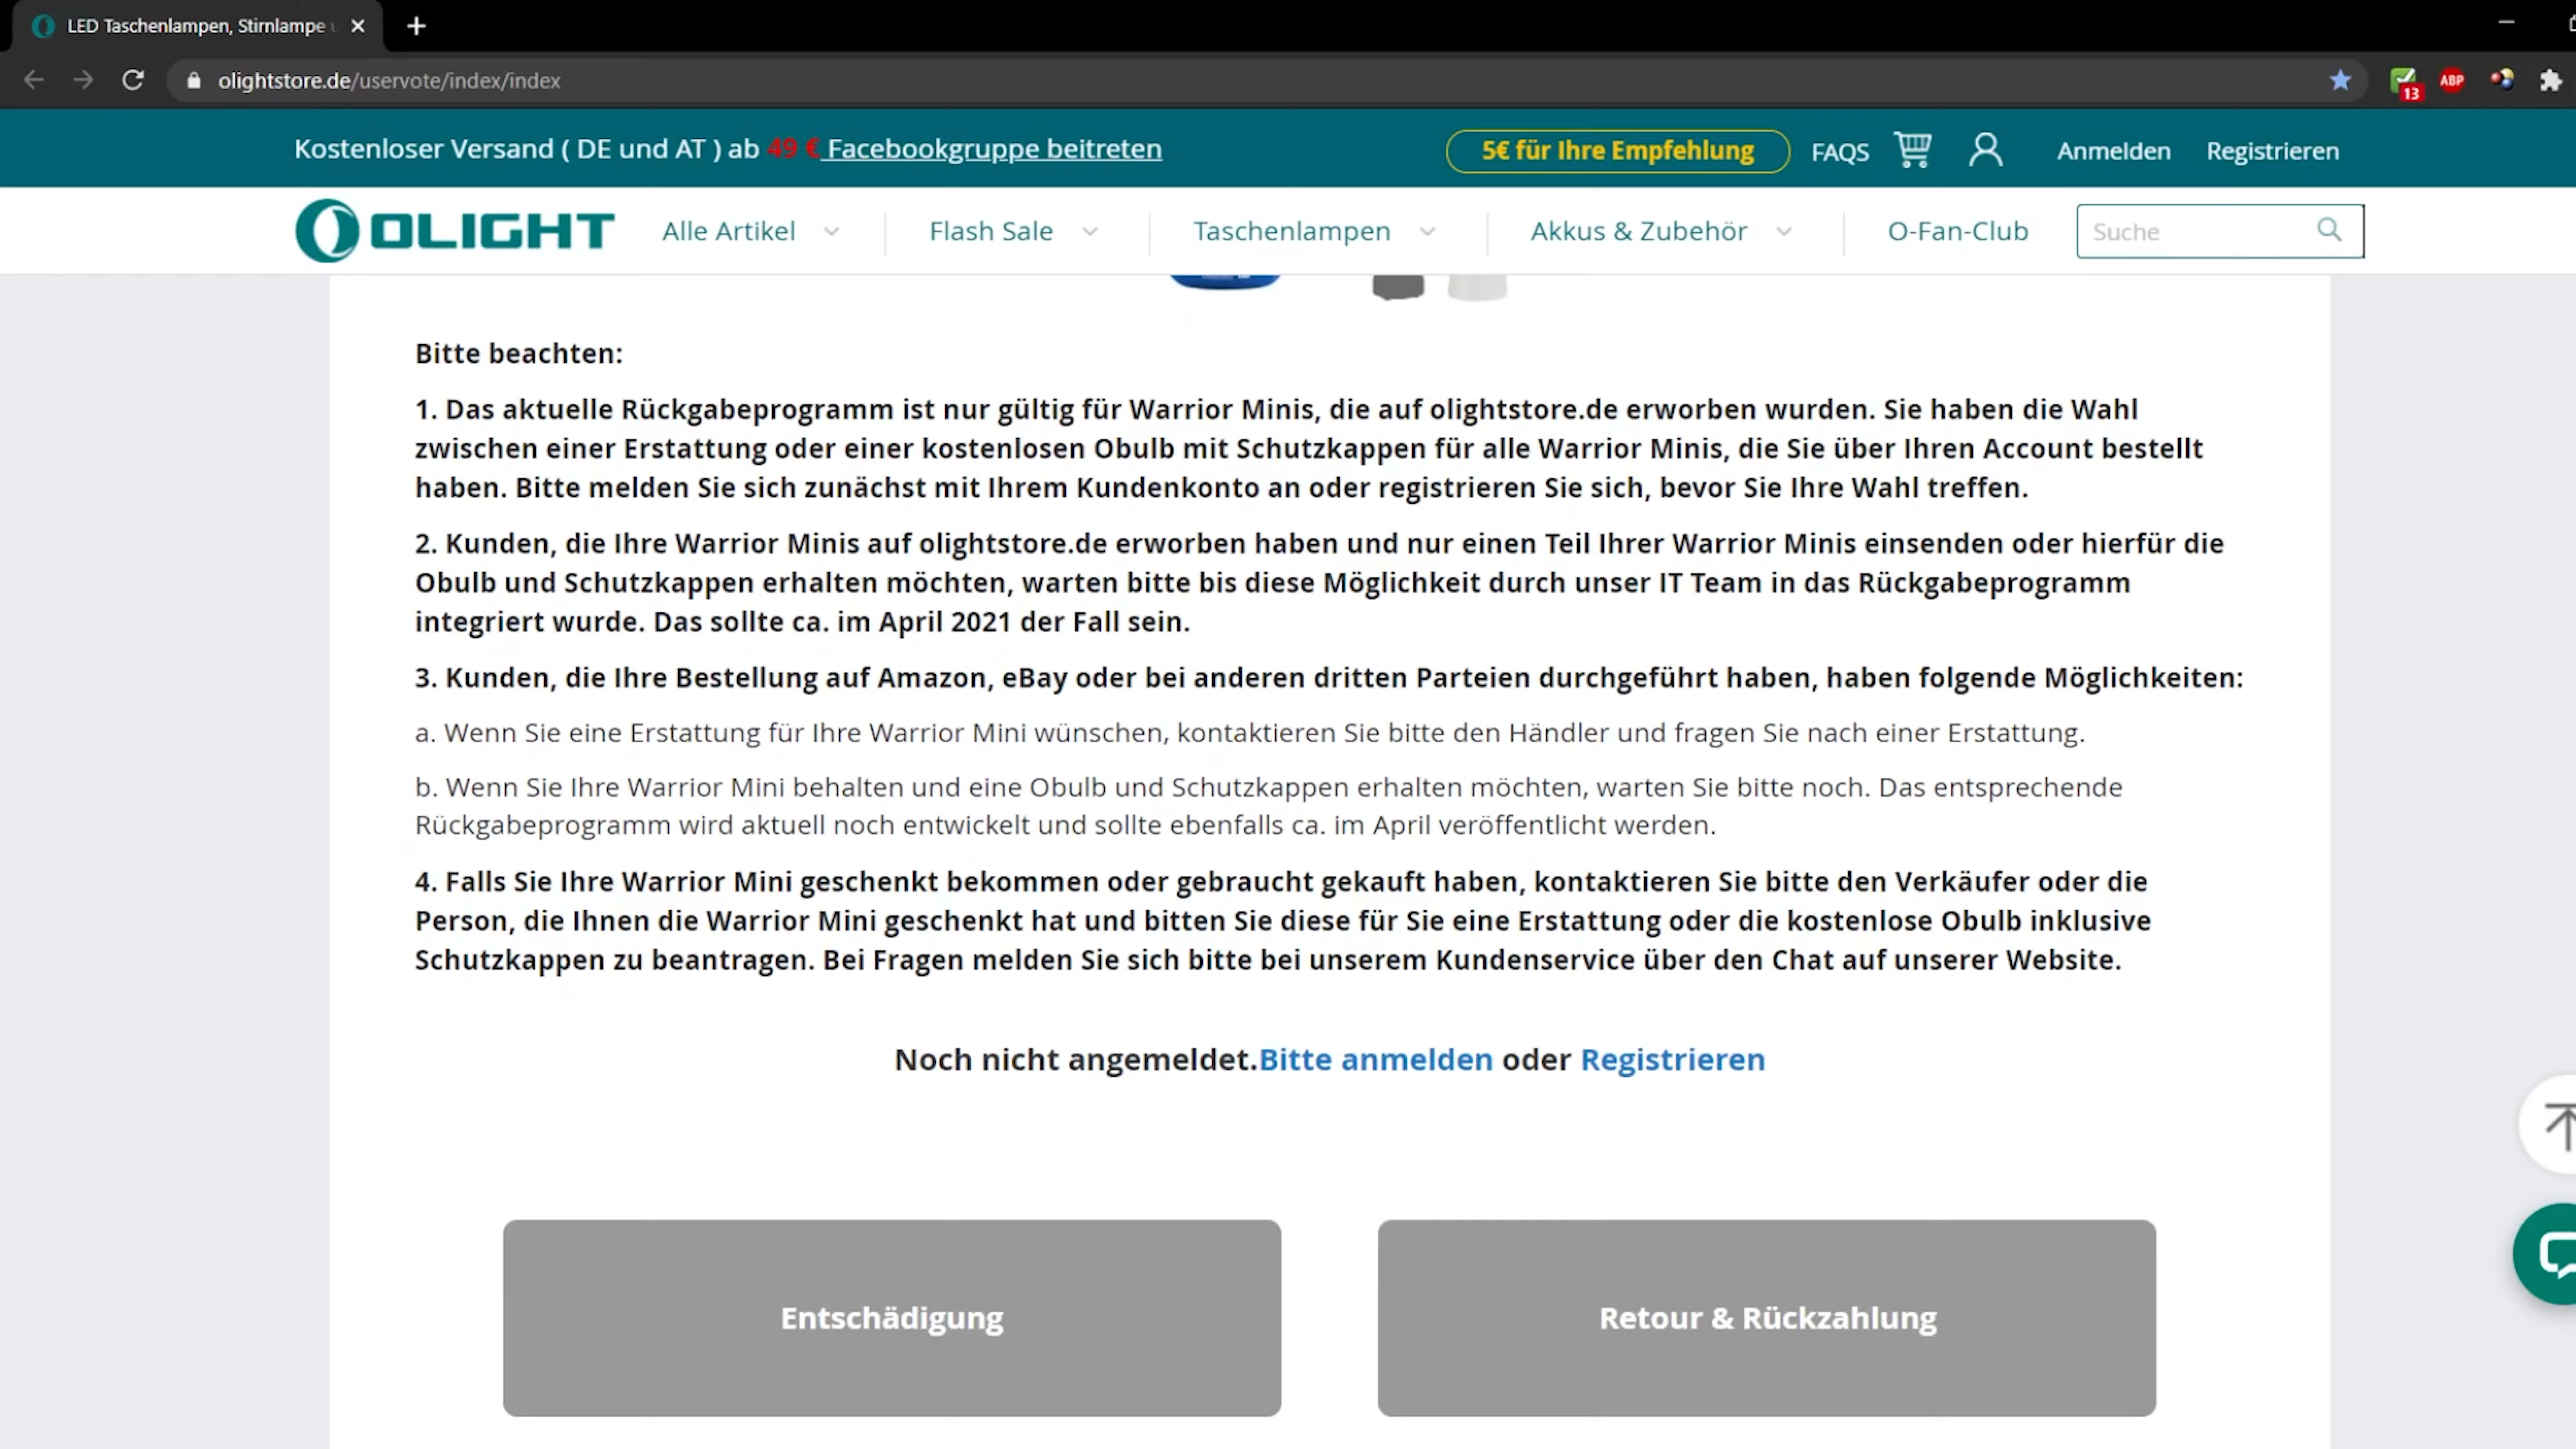 LED Taschenlampen, Stirnlampe
olightstore.de/uservote/index/index
13
ABP
Kostenloser Versand ( DE und AT ) ab 49 € Facebookgruppe beitreten
5€ für Ihre Empfehlung
FAQS
Anmelden
Registrieren
OLIGHT
Alle Artikel
Flash Sale
Taschenlampen
Akkus & Zubehör
O-Fan-Club
Suche
Bitte beachten:
1. Das aktuelle Rückgabeprogramm ist nur gültig für Warrior Minis, die auf olightstore.de erworben wurden. Sie haben die Wahl
zwischen einer Erstattung oder einer kostenlosen Obulb mit Schutzkappen für alle Warrior Minis, die Sie über Ihren Account bestellt
haben. Bitte melden Sie sich zunächst mit Ihrem Kundenkonto an oder registrieren Sie sich, bevor Sie Ihre Wahl treffen.
2. Kunden, die Ihre Warrior Minis auf olightstore.de erworben haben und nur einen Teil Ihrer Warrior Minis einsenden oder hierfür die
Obulb und Schutzkappen erhalten möchten, warten bitte bis diese Möglichkeit durch unser IT Team in das Rückgabeprogramm
integriert wurde. Das sollte ca. im April 2021 der Fall sein.
3. Kunden, die Ihre Bestellung auf Amazon, eBay oder bei anderen dritten Parteien durchgeführt haben, haben folgende Möglichkeiten:
a. Wenn Sie eine Erstattung für Ihre Warrior Mini wünschen, kontaktieren Sie bitte den Händler und fragen Sie nach einer Erstattung.
b. Wenn Sie Ihre Warrior Mini behalten und eine Obulb und Schutzkappen erhalten möchten, warten Sie bitte noch. Das entsprechende
Rückgabeprogramm wird aktuell noch entwickelt und sollte ebenfalls ca. im April veröffentlicht werden.
4. Falls Sie Ihre Warrior Mini geschenkt bekommen oder gebraucht gekauft haben, kontaktieren Sie bitte den Verkäufer oder die
Person, die Ihnen die Warrior Mini geschenkt hat und bitten Sie diese für Sie eine Erstattung oder die kostenlose Obulb inklusive
Schutzkappen zu beantragen. Bei Fragen melden Sie sich bitte bei unserem Kundenservice über den Chat auf unserer Website.
Noch nicht angemeldet.Bitte anmelden oder Registrieren
Entschädigung
Retour & Rückzahlung